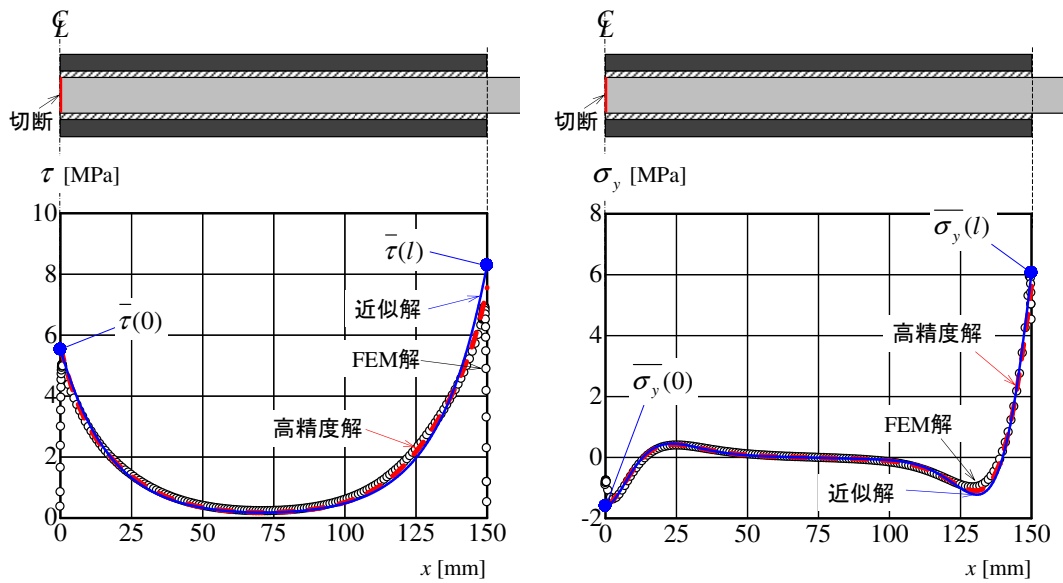 ℄
切断
τ [MPa]
10
8
6
4
2
0
τ̅(0)
τ̅(l)
近似解
FEM解
高精度解
0 25 50 75 100 125 150
x [mm]
℄
切断
σ_y [MPa]
8
6
4
2
0
-2
σ_y̅(l)
高精度解
σ_y̅(0)
FEM解
近似解
0 25 50 75 100 125 150
x [mm]